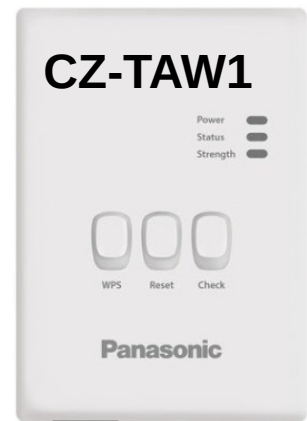 CZ-TAW1
Power
Status
Strength
WPS Reset Check
Panasonic